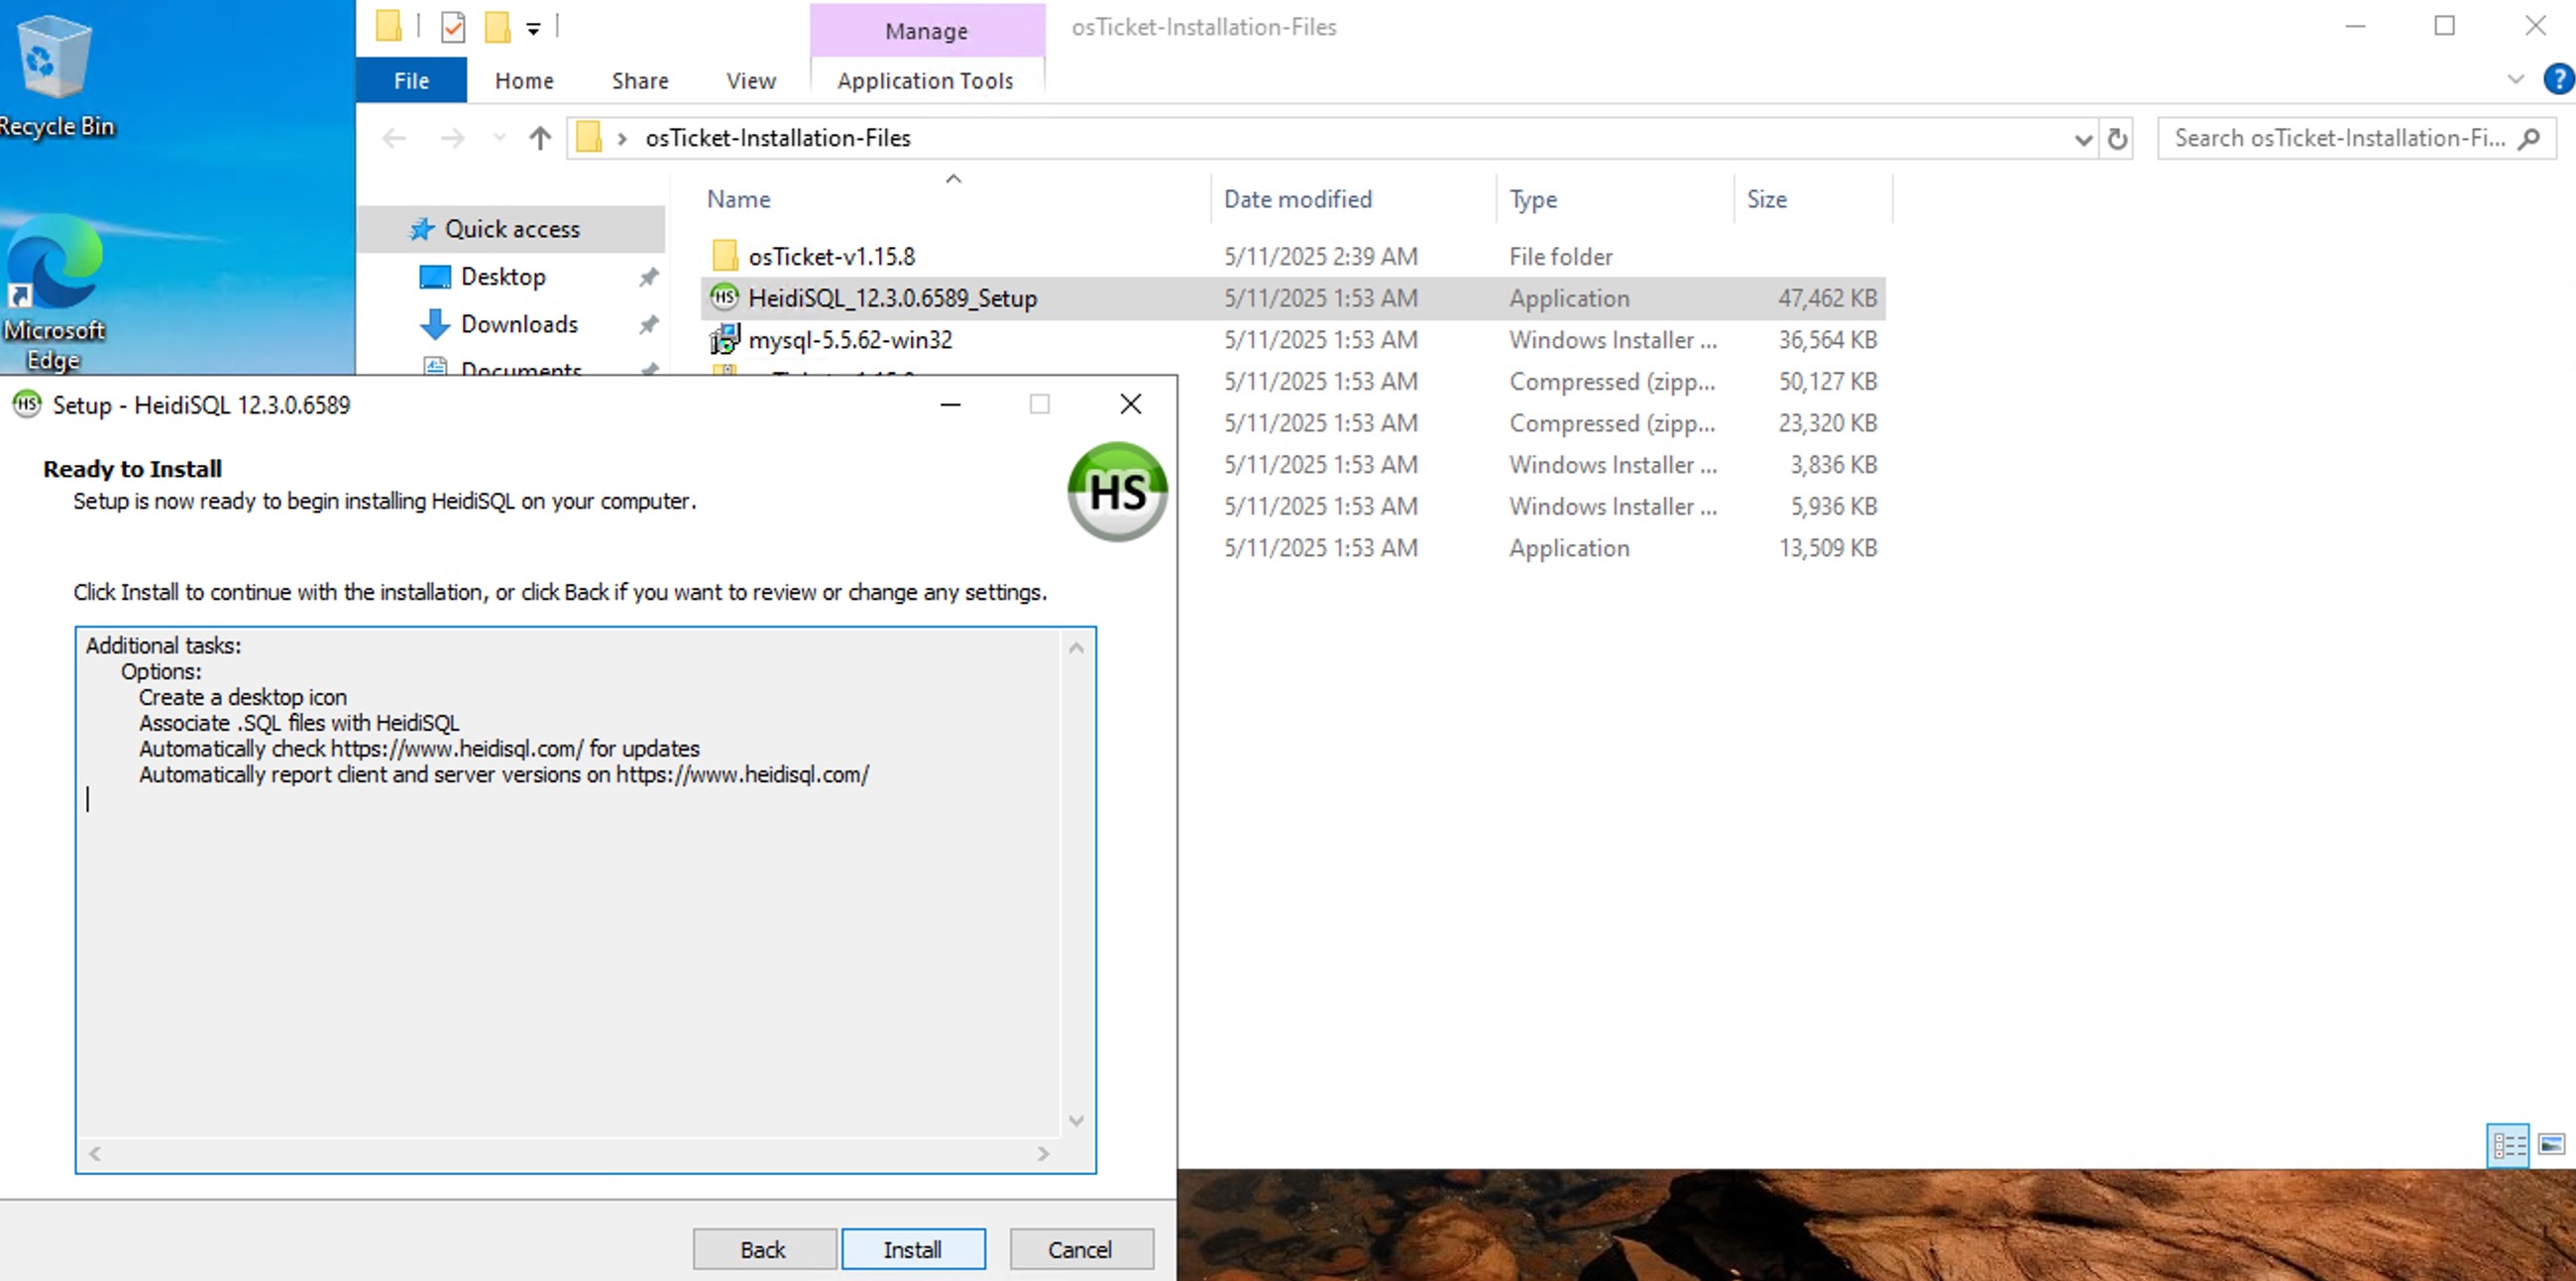 Manage
osTicket-Installation-Files
File
Home
Share
View
Application Tools
osTicket-Installation-Files
Search osTicket-Installation-Fi...
Name
Date modified
Type
Size
Quick access
Desktop
Downloads
Documents
osTicket-v1.15.8
5/11/2025 2:39 AM
File folder
HeidiSQL_12.3.0.6589_Setup
5/11/2025 1:53 AM
Application
47,462 KB
mysql-5.5.62-win32
5/11/2025 1:53 AM
Windows Installer ...
36,564 KB
5/11/2025 1:53 AM
Compressed (zipp...
50,127 KB
5/11/2025 1:53 AM
Compressed (zipp...
23,320 KB
5/11/2025 1:53 AM
Windows Installer ...
3,836 KB
5/11/2025 1:53 AM
Windows Installer ...
5,936 KB
5/11/2025 1:53 AM
Application
13,509 KB
Recycle Bin
Microsoft
Edge
HS
Setup - HeidiSQL 12.3.0.6589
Ready to Install
Setup is now ready to begin installing HeidiSQL on your computer.
HS
Click Install to continue with the installation, or click Back if you want to review or change any settings.
Additional tasks:
Options:
Create a desktop icon
Associate .SQL files with HeidiSQL
Automatically check https://www.heidisql.com/ for updates
Automatically report client and server versions on https://www.heidisql.com/
Back
Install
Cancel